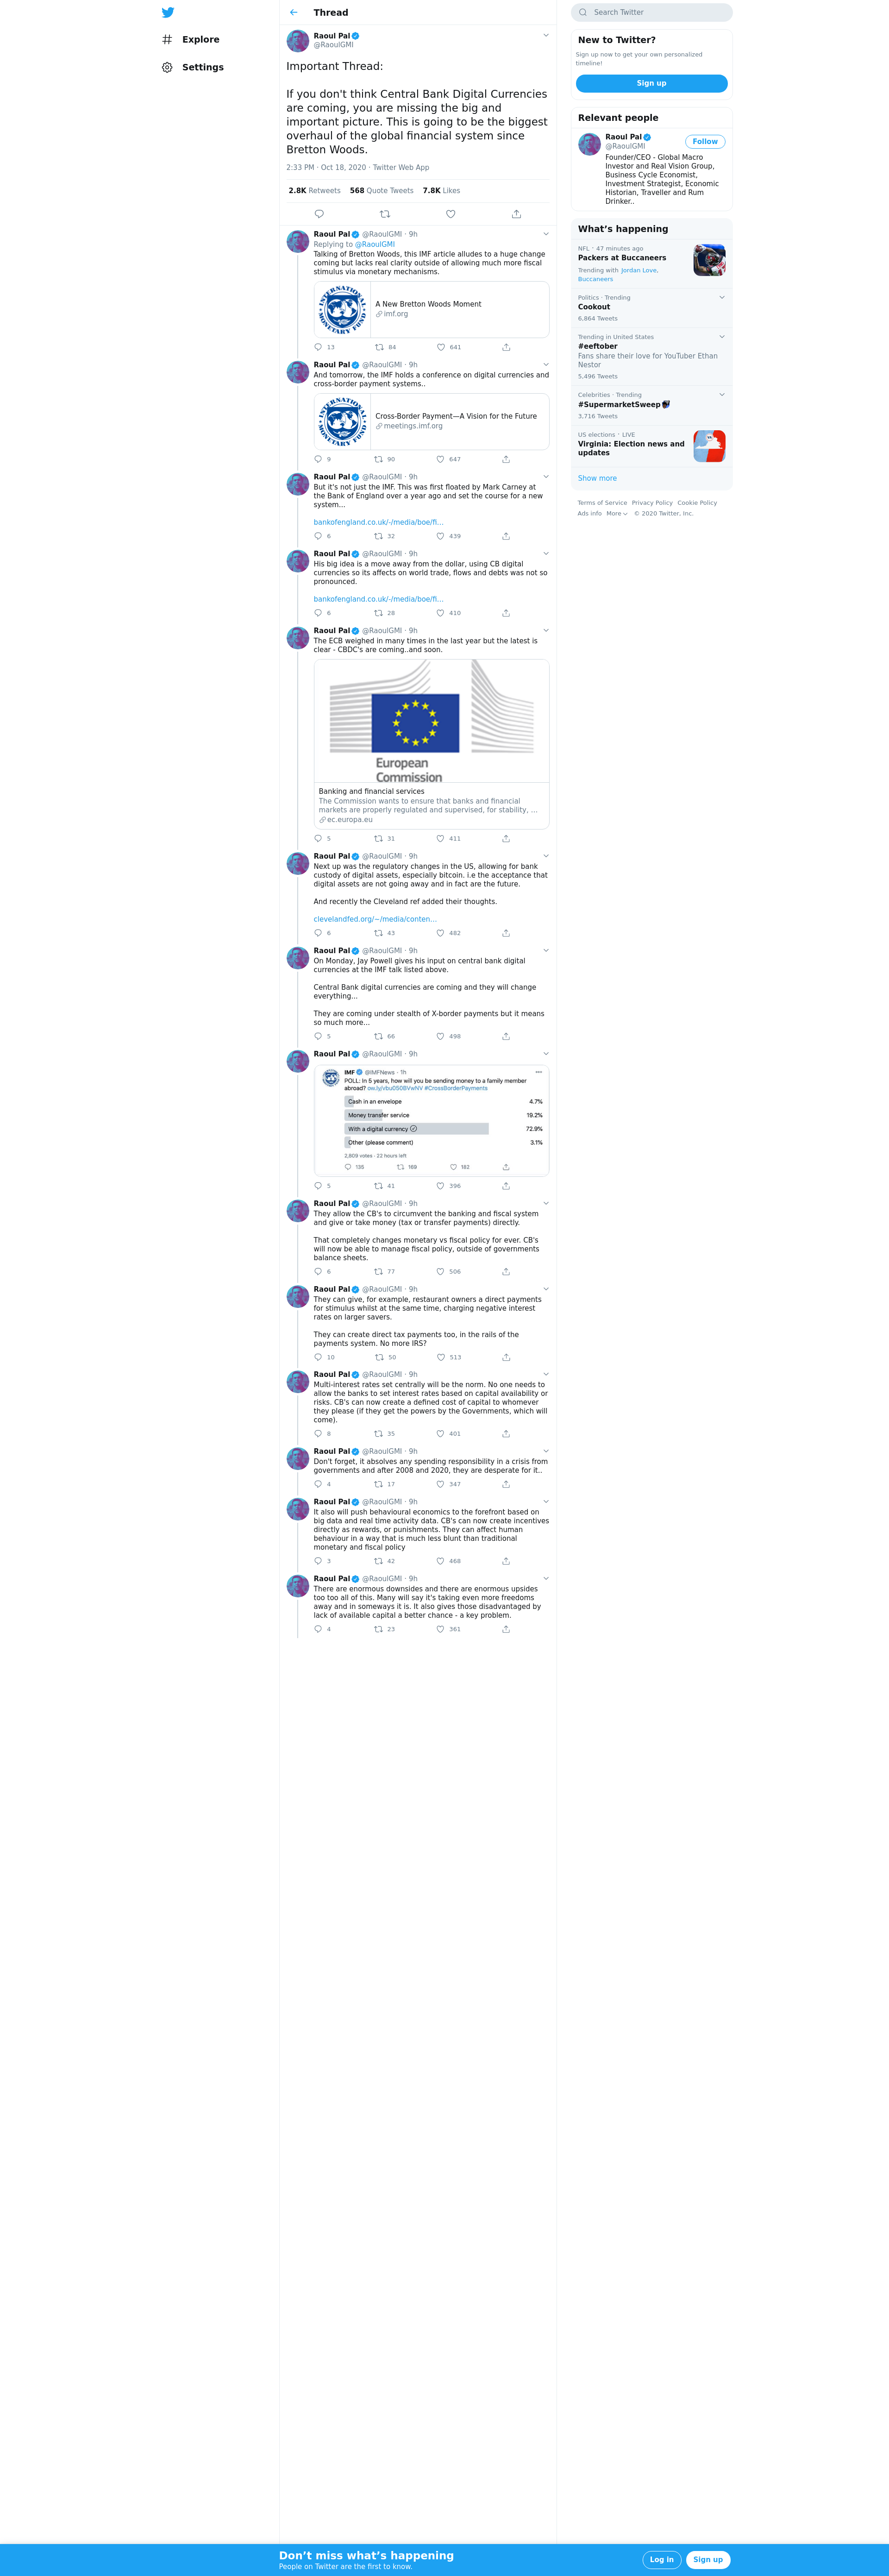 Explore
Settings
Thread
Raoul Pal
@RaoulGMI
Important Thread:
If you don't think Central Bank Digital Currencies
are coming, you are missing the big and
important picture. This is going to be the biggest
overhaul of the global financial system since
Bretton Woods.
2:33 PM · Oct 18, 2020 · Twitter Web App
2.8K Retweets 568 Quote Tweets 7.8K Likes
Raoul Pal @RaoulGMI · 9h
Replying to @RaoulGMI
Talking of Bretton Woods, this IMF article alludes to a huge change
coming but lacks real clarity outside of allowing much more fiscal
stimulus via monetary mechanisms.
INTERNATIONAL MONETARY FUND
A New Bretton Woods Moment
imf.org
13 84 641
Raoul Pal @RaoulGMI · 9h
And tomorrow, the IMF holds a conference on digital currencies and
cross-border payment systems..
INTERNATIONAL MONETARY FUND
Cross-Border Payment—A Vision for the Future
meetings.imf.org
9 90 647
Raoul Pal @RaoulGMI · 9h
But it's not just the IMF. This was first floated by Mark Carney at
the Bank of England over a year ago and set the course for a new
system...
bankofengland.co.uk/-/media/boe/fi...
6 32 439
Raoul Pal @RaoulGMI · 9h
His big idea is a move away from the dollar, using CB digital
currencies so its affects on world trade, flows and debts was not so
pronounced.
bankofengland.co.uk/-/media/boe/fi...
6 28 410
Raoul Pal @RaoulGMI · 9h
The ECB weighed in many times in the last year but the latest is
clear - CBDC's are coming..and soon.
European
Commission
Banking and financial services
The Commission wants to ensure that banks and financial
markets are properly regulated and supervised, for stability, ...
ec.europa.eu
5 31 411
Raoul Pal @RaoulGMI · 9h
Next up was the regulatory changes in the US, allowing for bank
custody of digital assets, especially bitcoin. i.e the acceptance that
digital assets are not going away and in fact are the future.
And recently the Cleveland ref added their thoughts.
clevelandfed.org/~/media/conten...
6 43 482
Raoul Pal @RaoulGMI · 9h
On Monday, Jay Powell gives his input on central bank digital
currencies at the IMF talk listed above.
Central Bank digital currencies are coming and they will change
everything...
They are coming under stealth of X-border payments but it means
so much more...
5 66 498
Raoul Pal @RaoulGMI · 9h
IMF @IMFNews · 1h
POLL: In 5 years, how will you be sending money to a family member
abroad? ow.ly/vbu050BVwNV #CrossBorderPayments
Cash in an envelope 4.7%
Money transfer service 19.2%
With a digital currency 72.9%
Other (please comment) 3.1%
2,809 votes · 22 hours left
135 169 182
5 41 396
Raoul Pal @RaoulGMI · 9h
They allow the CB's to circumvent the banking and fiscal system
and give or take money (tax or transfer payments) directly.
That completely changes monetary vs fiscal policy for ever. CB's
will now be able to manage fiscal policy, outside of governments
balance sheets.
6 77 506
Raoul Pal @RaoulGMI · 9h
They can give, for example, restaurant owners a direct payments
for stimulus whilst at the same time, charging negative interest
rates on larger savers.
They can create direct tax payments too, in the rails of the
payments system. No more IRS?
10 50 513
Raoul Pal @RaoulGMI · 9h
Multi-interest rates set centrally will be the norm. No one needs to
allow the banks to set interest rates based on capital availability or
risks. CB's can now create a defined cost of capital to whomever
they please (if they get the powers by the Governments, which will
come).
8 35 401
Raoul Pal @RaoulGMI · 9h
Don't forget, it absolves any spending responsibility in a crisis from
governments and after 2008 and 2020, they are desperate for it..
4 17 347
Raoul Pal @RaoulGMI · 9h
It also will push behavioural economics to the forefront based on
big data and real time activity data. CB's can now create incentives
directly as rewards, or punishments. They can affect human
behaviour in a way that is much less blunt than traditional
monetary and fiscal policy
3 42 468
Raoul Pal @RaoulGMI · 9h
There are enormous downsides and there are enormous upsides
too too all of this. Many will say it's taking even more freedoms
away and in someways it is. It also gives those disadvantaged by
lack of available capital a better chance - a key problem.
4 23 361
Search Twitter
New to Twitter?
Sign up now to get your own personalized
timeline!
Sign up
Relevant people
Raoul Pal
@RaoulGMI
Follow
Founder/CEO - Global Macro
Investor and Real Vision Group,
Business Cycle Economist,
Investment Strategist, Economic
Historian, Traveller and Rum
Drinker..
What's happening
NFL · 47 minutes ago
Packers at Buccaneers
Trending with Jordan Love,
Buccaneers
Politics · Trending
Cookout
6,864 Tweets
Trending in United States
#eeftober
Fans share their love for YouTuber Ethan
Nestor
5,496 Tweets
Celebrities · Trending
#SupermarketSweep
3,716 Tweets
US elections · LIVE
Virginia: Election news and
updates
Show more
Terms of Service Privacy Policy Cookie Policy
Ads info More © 2020 Twitter, Inc.
Don't miss what's happening
People on Twitter are the first to know.
Log in
Sign up